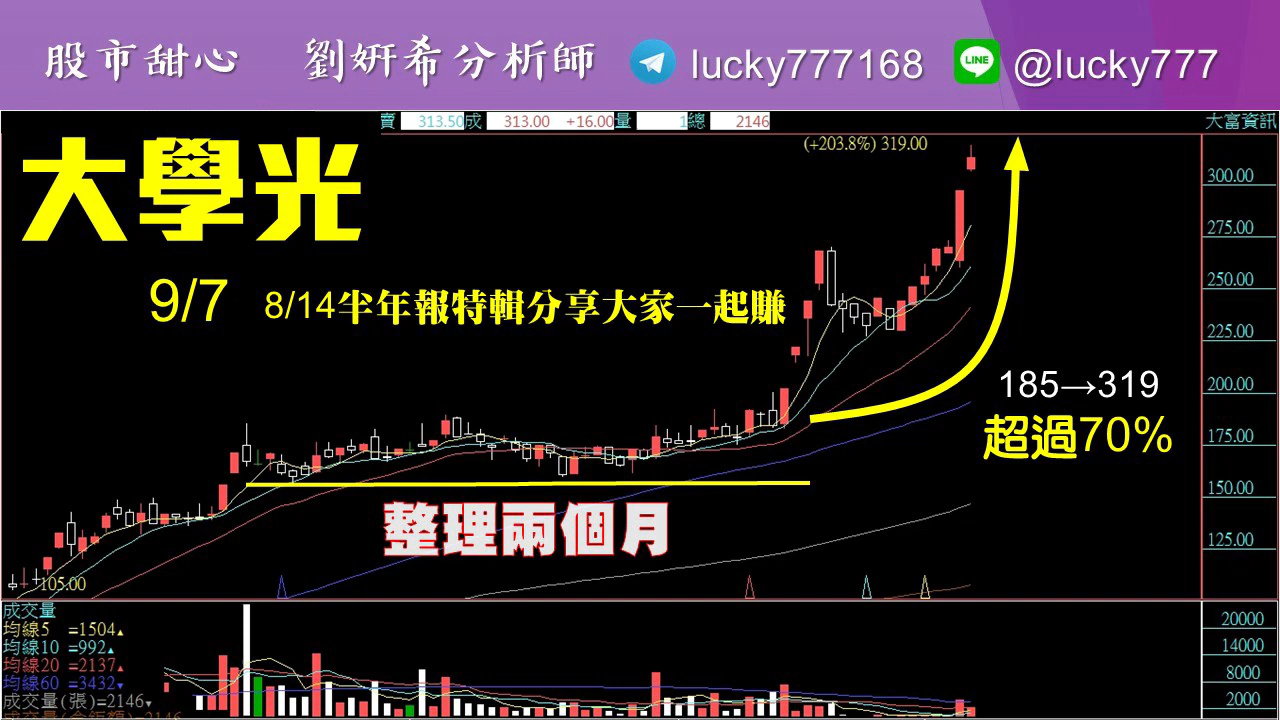 股市甜心 劉妍希分析師 lucky777168 LINE @lucky777
賣 313.50 成 313.00 +16.00 量 1 總 2146 大富資訊
(+203.8%) 319.00
大學光
9/7 8/14半年報特輯分享大家一起賺
300.00
275.00
250.00
225.00
200.00
175.00
150.00
125.00
185→319
超過70%
整理兩個月
105.00
成交量
均線5 =1504▲
均線10 =992▲
均線20 =2137▲
均線60 =3432▼
成交量(張)=2146▼
20000
14000
8000
2000